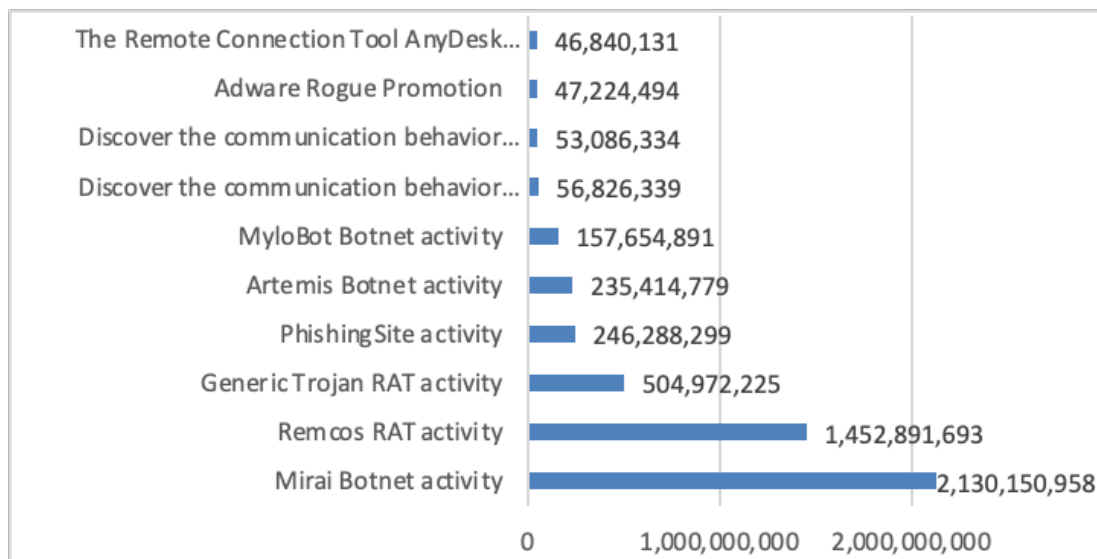 The Remote Connection Tool AnyDesk... 46,840,131
Adware Rogue Promotion 47,224,494
Discover the communication behavior... 53,086,334
Discover the communication behavior... 56,826,339
MyloBot Botnet activity 157,654,891
Artemis Botnet activity 235,414,779
PhishingSite activity 246,288,299
Generic Trojan RAT activity 504,972,225
Remcos RAT activity 1,452,891,693
Mirai Botnet activity 2,130,150,958
0 1,000,000,000 2,000,000,000